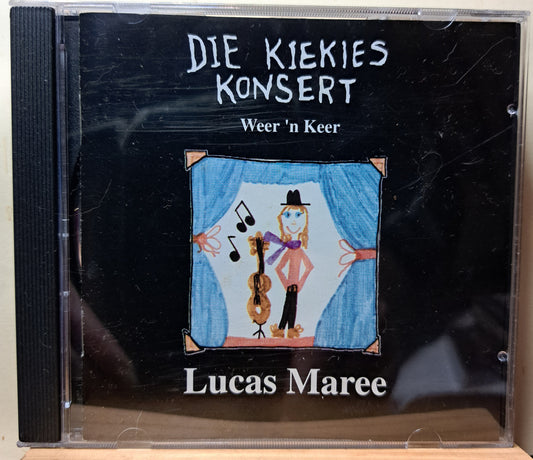 DIE KIEKIES
KONSERT
Weer 'n Keer
Lucas Maree